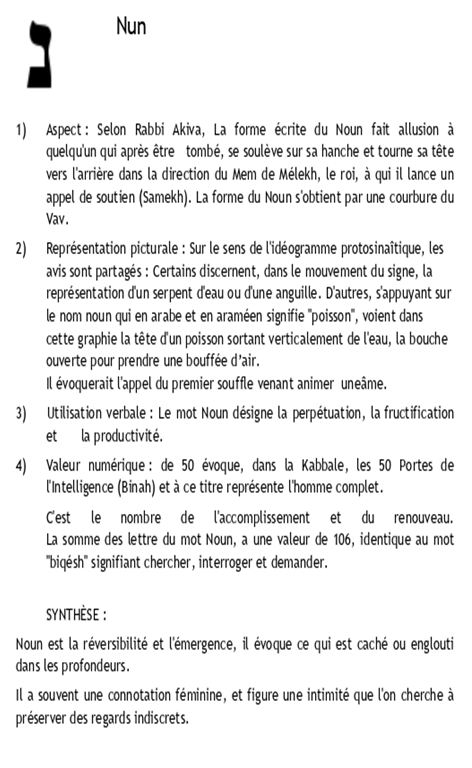 נ
Nun
1) Aspect : Selon Rabbi Akiva, La forme écrite du Noun fait allusion à
quelqu'un qui après être tombé, se soulève sur sa hanche et tourne sa tête
vers l'arrière dans la direction du Mem de Mélekh, le roi, à qui il lance un
appel de soutien (Samekh). La forme du Noun s'obtient par une courbure du
Vav.
2) Représentation picturale : Sur le sens de l'idéogramme protosinaîtique, les
avis sont partagés : Certains discernent, dans le mouvement du signe, la
représentation d'un serpent d'eau ou d'une anguille. D'autres, s'appuyant sur
le nom noun qui en arabe et en araméen signifie "poisson", voient dans
cette graphie la tête d'un poisson sortant verticalement de l'eau, la bouche
ouverte pour prendre une bouffée d’air.
Il évoquerait l'appel du premier souffle venant animer uneâme.
3) Utilisation verbale : Le mot Noun désigne la perpétuation, la fructification
et la productivité.
4) Valeur numérique : de 50 évoque, dans la Kabbale, les 50 Portes de
l'Intelligence (Binah) et à ce titre représente l'homme complet.
C'est le nombre de l'accomplissement et du renouveau.
La somme des lettre du mot Noun, a une valeur de 106, identique au mot
"biqésh" signifiant chercher, interroger et demander.
SYNTHÈSE :
Noun est la réversibilité et l'émergence, il évoque ce qui est caché ou englouti
dans les profondeurs.
Il a souvent une connotation féminine, et figure une intimité que l'on cherche à
préserver des regards indiscrets.